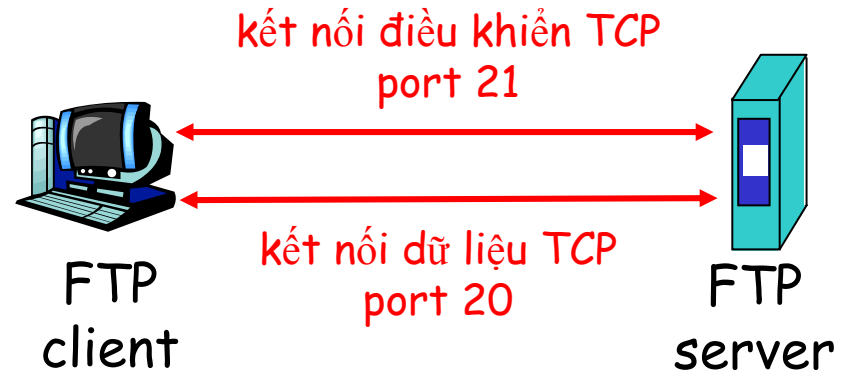 kết nối điều khiển TCP
port 21
kết nối dữ liệu TCP
port 20
FTP
client
FTP
server